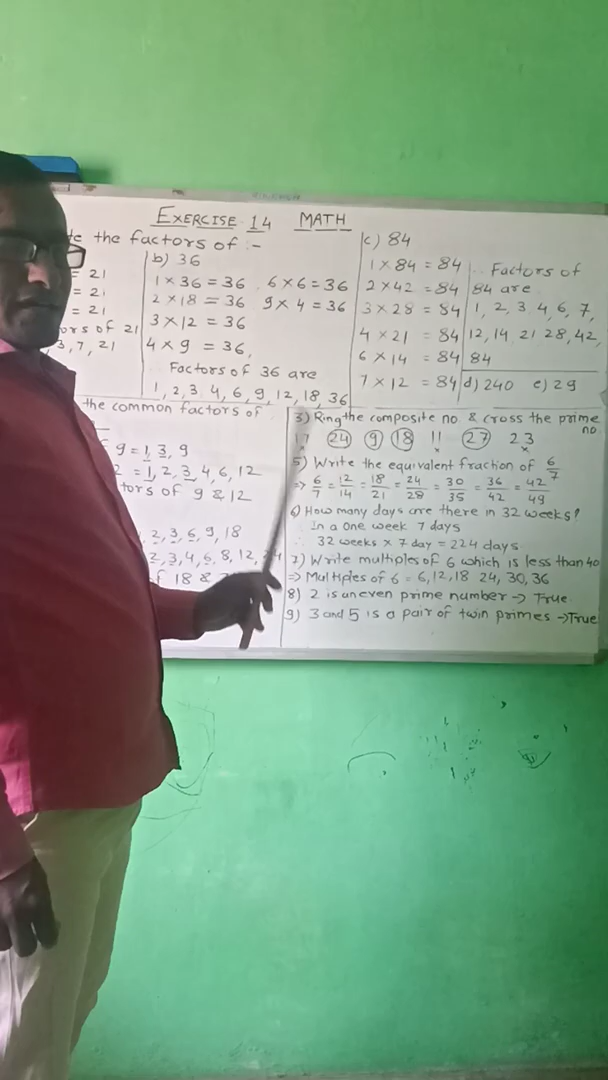 EXERCISE 14 MATH
the factors of :-
= 21
= 21
= 21
of 21
3, 7, 21
b) 36
1 × 36 = 36 6 × 6 = 36
2 × 18 = 36 9 × 4 = 36
3 × 12 = 36
4 × 9 = 36,
Factors of 36 are
1, 2, 3, 4, 6, 9, 12, 18, 36
c) 84
1 × 84 = 84
2 × 42 = 84
3 × 28 = 84
4 × 21 = 84
6 × 14 = 84
7 × 12 = 84
Factors of
84 are
1, 2, 3, 4, 6, 7,
12, 14, 21 28, 42,
84
d) 240 e) 29
the common factors of
9 = 1, 3, 9
2 = 1, 2, 3, 4, 6, 12
tors of 9 & 12
2, 3, 6, 9, 18
2, 3, 4, 6, 8, 12, 24
18 &
3) Ring the composite no & cross the prime no.
17 24 9 18 11 27 23
5) Write the equivalent fraction of 6/7
⇒ 6/7 = 12/14 = 18/21 = 24/28 = 30/35 = 36/42 = 42/49
6) How many days are there in 32 weeks?
In a one week 7 days
∴ 32 weeks × 7 day = 224 days
7) Write multiples of 6 which is less than 40
⇒ Multiples of 6 = 6, 12, 18 24, 30, 36
8) 2 is an even prime number → True
9) 3 and 5 is a pair of twin primes → True